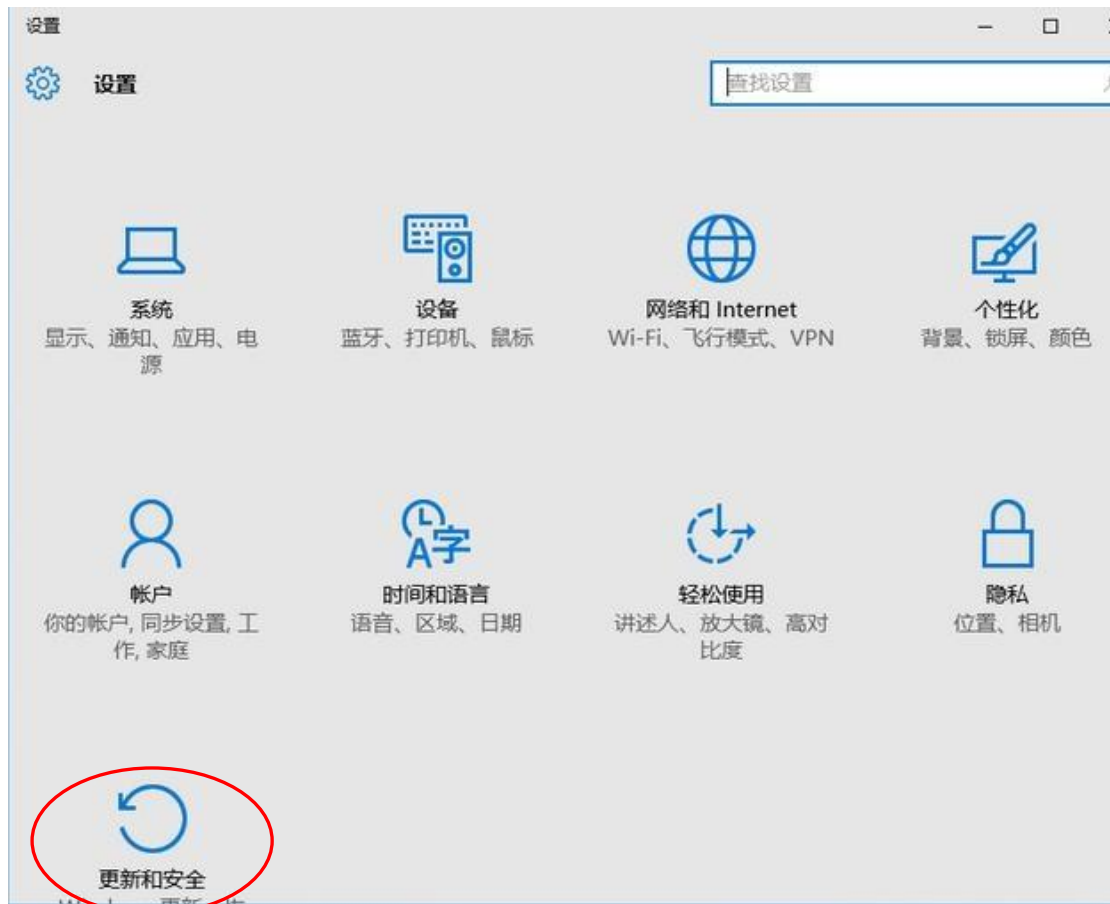 设置
设置
查找设置
系统
显示、通知、应用、电
源
设备
蓝牙、打印机、鼠标
网络和 Internet
Wi-Fi、飞行模式、VPN
个性化
背景、锁屏、颜色
帐户
你的帐户, 同步设置, 工
作, 家庭
时间和语言
语音、区域、日期
轻松使用
讲述人、放大镜、高对
比度
隐私
位置、相机
更新和安全